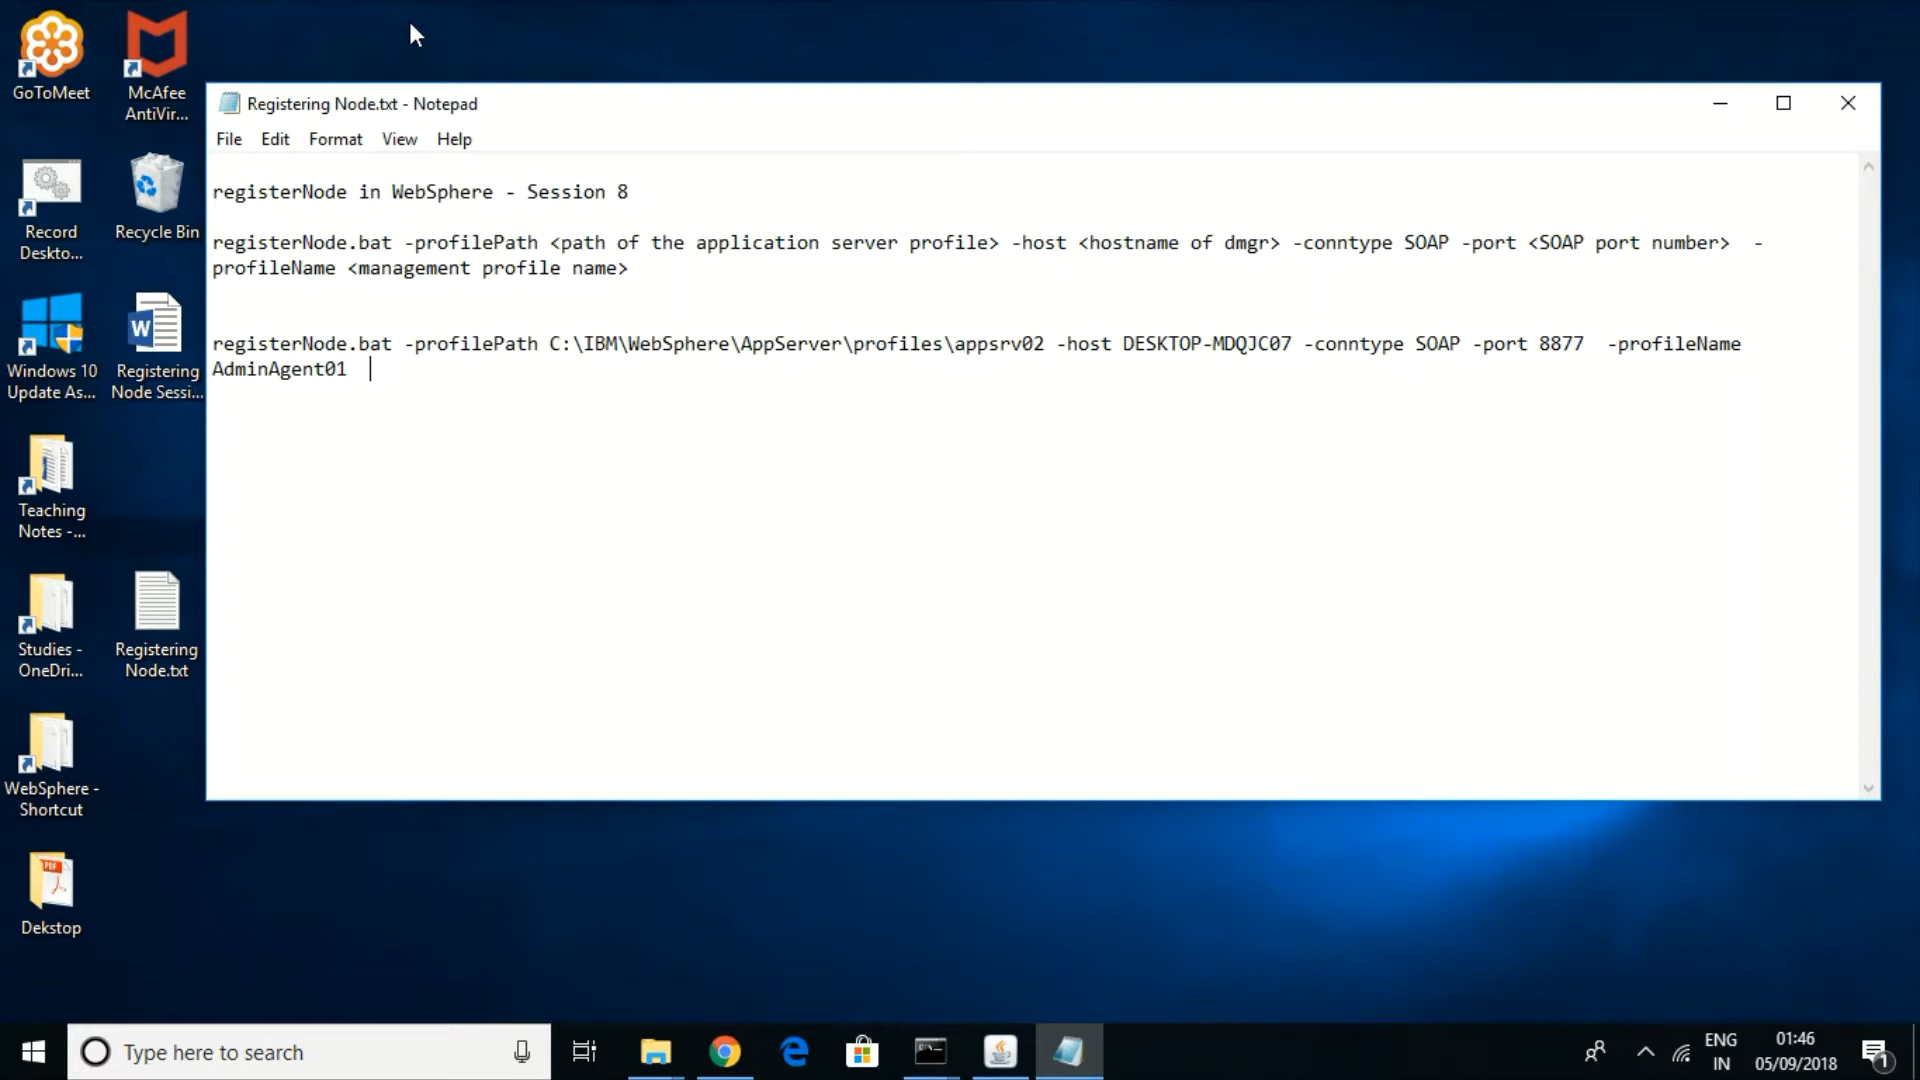 GoToMeet
McAfee
AntiVir...
Record
Deskto...
Recycle Bin
Windows 10
Update As...
Registering
Node Sessi...
Teaching
Notes -...
Studies -
OneDri...
Registering
Node.txt
WebSphere -
Shortcut
PDF
Dekstop
Registering Node.txt - Notepad
File Edit Format View Help
registerNode in WebSphere - Session 8
registerNode.bat -profilePath <path of the application server profile> -host <hostname of dmgr> -conntype SOAP -port <SOAP port number>  -
profileName <management profile name>
registerNode.bat -profilePath C:\IBM\WebSphere\AppServer\profiles\appsrv02 -host DESKTOP-MDQJC07 -conntype SOAP -port 8877  -profileName
AdminAgent01
Type here to search
ENG
IN
01:46
05/09/2018
1